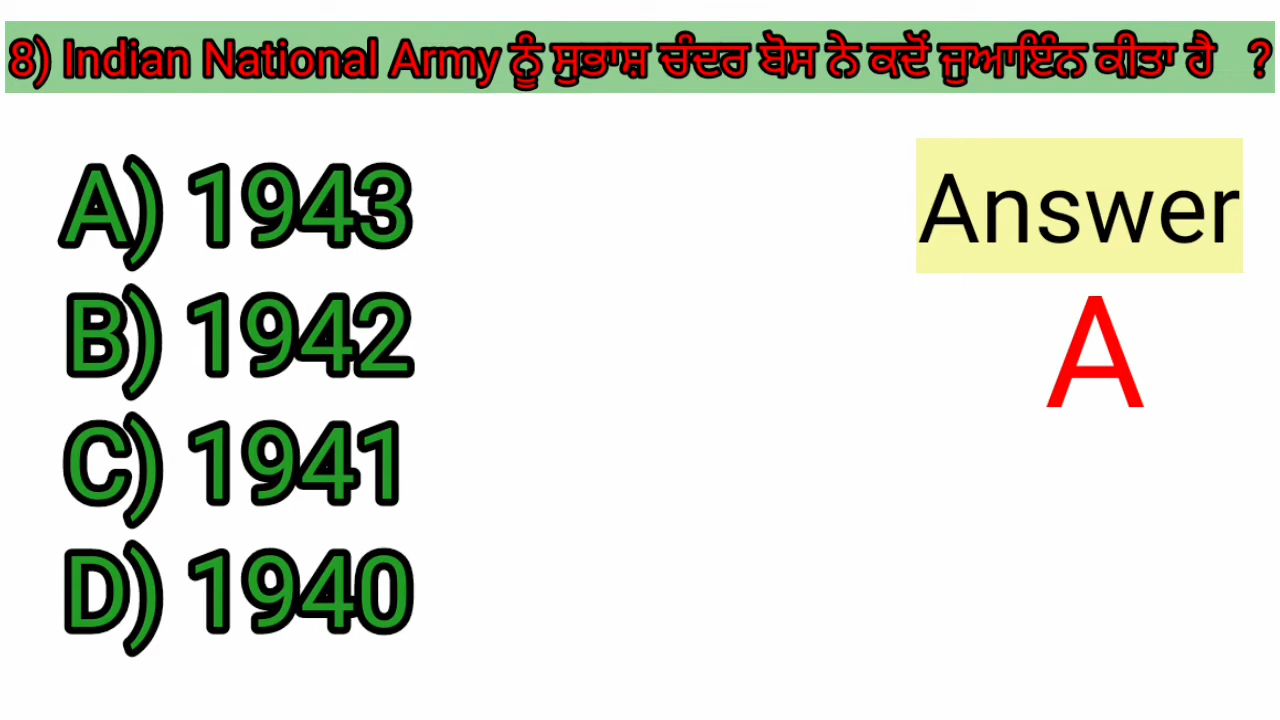 8) Indian National Army ਨੂੰ ਸੁਭਾਸ਼ ਚੰਦਰ ਬੋਸ ਨੇ ਕਦੋਂ ਜੁਆਇੰਨ ਕੀਤਾ ਹੈ ?
A) 1943
B) 1942
C) 1941
D) 1940
Answer
A